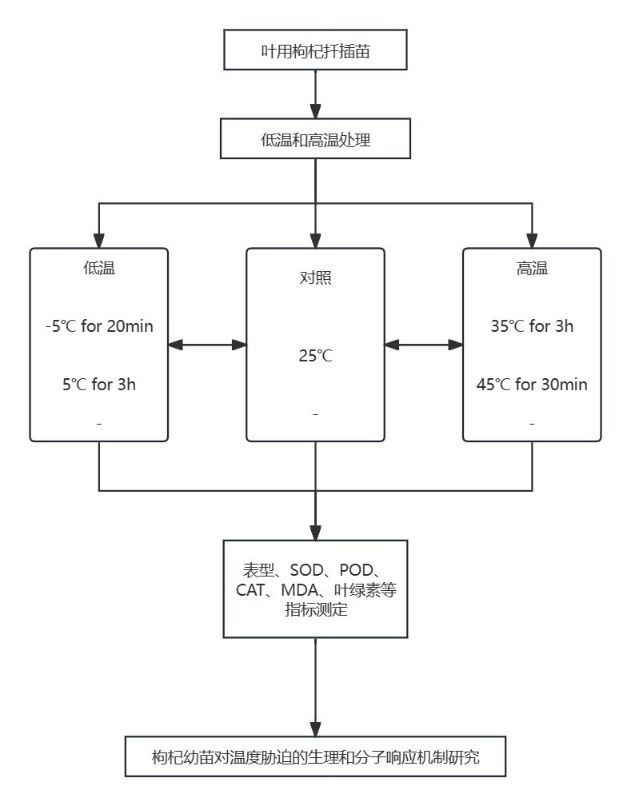 叶用枸杞扦插苗
低温和高温处理
低温
-5℃ for 20min
5℃ for 3h
-
对照
25℃
-
高温
35℃ for 3h
45℃ for 30min
-
表型、SOD、POD、
CAT、MDA、叶绿素等
指标测定
枸杞幼苗对温度胁迫的生理和分子响应机制研究